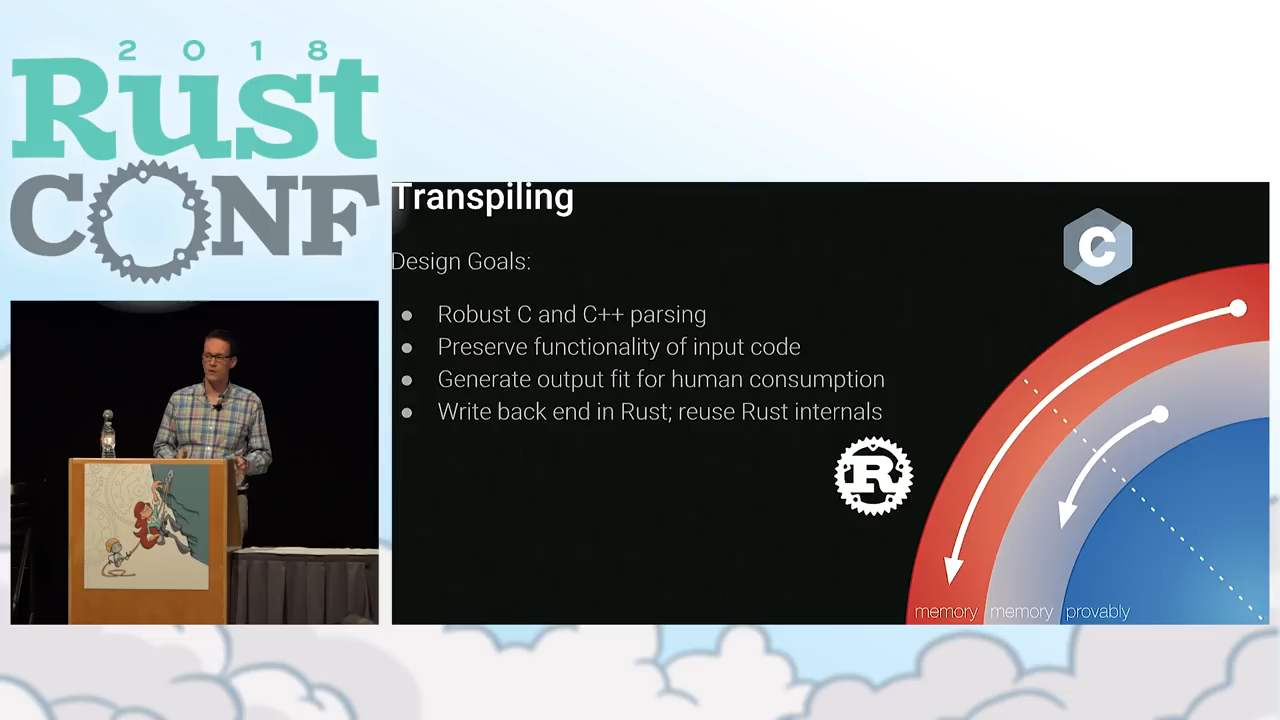 2018
Rust
CONF
Transpiling
Design Goals:
● Robust C and C++ parsing
● Preserve functionality of input code
● Generate output fit for human consumption
● Write back end in Rust; reuse Rust internals
C
R
memory memory provably